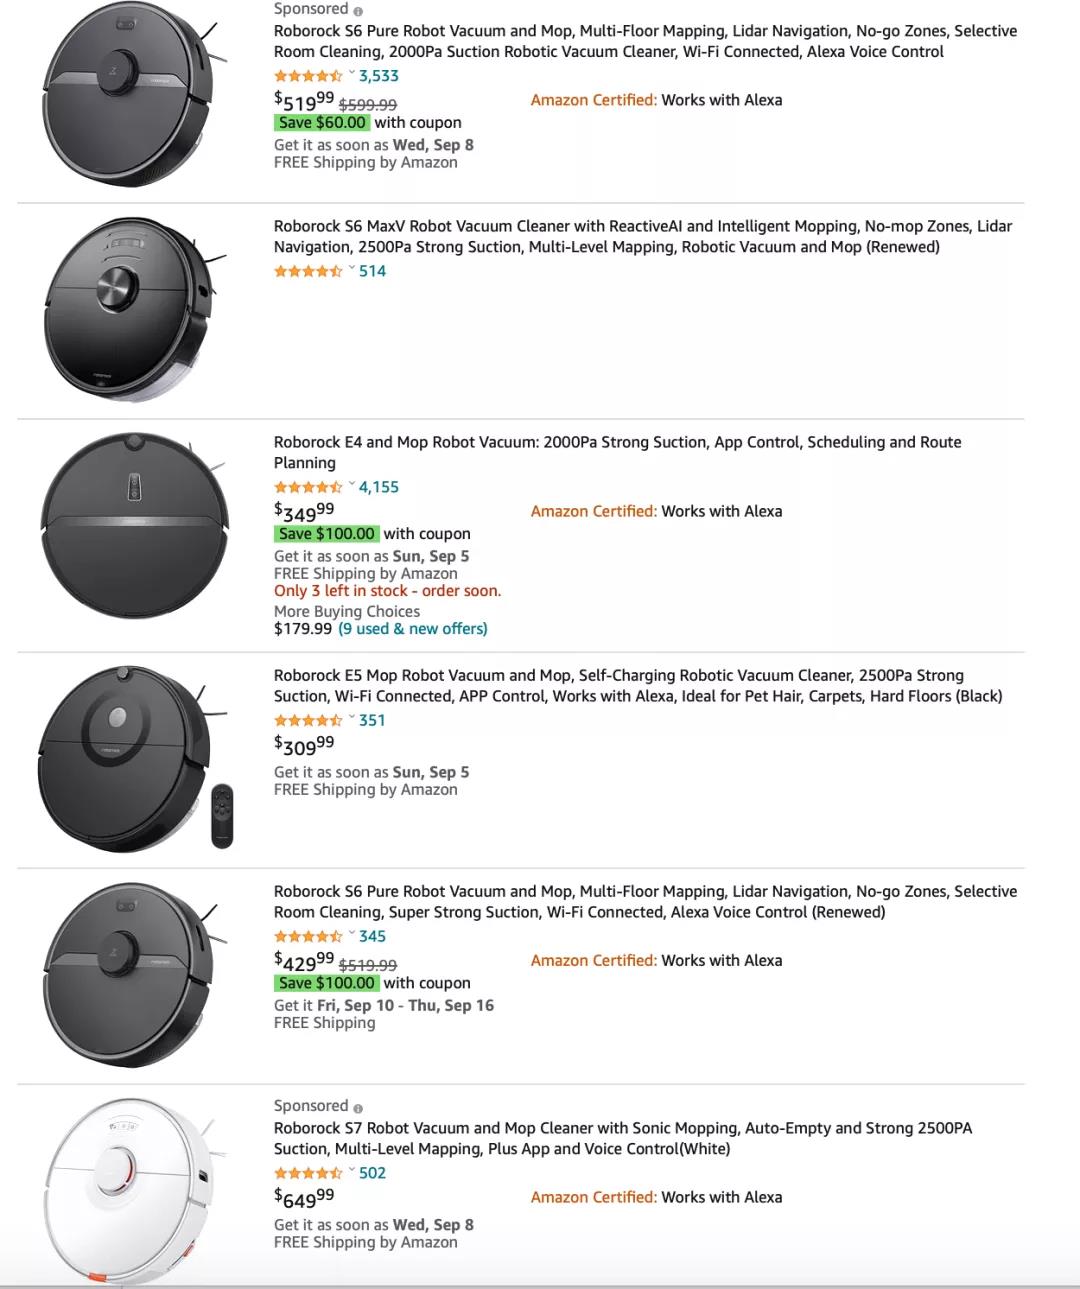 Sponsored
Roborock S6 Pure Robot Vacuum and Mop, Multi-Floor Mapping, Lidar Navigation, No-go Zones, Selective
Room Cleaning, 2000Pa Suction Robotic Vacuum Cleaner, Wi-Fi Connected, Alexa Voice Control
3,533
$519.99 $599.99
Amazon Certified: Works with Alexa
Save $60.00 with coupon
Get it as soon as Wed, Sep 8
FREE Shipping by Amazon
Roborock S6 MaxV Robot Vacuum Cleaner with ReactiveAI and Intelligent Mopping, No-mop Zones, Lidar
Navigation, 2500Pa Strong Suction, Multi-Level Mapping, Robotic Vacuum and Mop (Renewed)
514
Roborock E4 and Mop Robot Vacuum: 2000Pa Strong Suction, App Control, Scheduling and Route
Planning
4,155
$349.99
Amazon Certified: Works with Alexa
Save $100.00 with coupon
Get it as soon as Sun, Sep 5
FREE Shipping by Amazon
Only 3 left in stock - order soon.
More Buying Choices
$179.99 (9 used & new offers)
Roborock E5 Mop Robot Vacuum and Mop, Self-Charging Robotic Vacuum Cleaner, 2500Pa Strong
Suction, Wi-Fi Connected, APP Control, Works with Alexa, Ideal for Pet Hair, Carpets, Hard Floors (Black)
351
$309.99
Get it as soon as Sun, Sep 5
FREE Shipping by Amazon
Roborock S6 Pure Robot Vacuum and Mop, Multi-Floor Mapping, Lidar Navigation, No-go Zones, Selective
Room Cleaning, Super Strong Suction, Wi-Fi Connected, Alexa Voice Control (Renewed)
345
$429.99 $519.99
Amazon Certified: Works with Alexa
Save $100.00 with coupon
Get it Fri, Sep 10 - Thu, Sep 16
FREE Shipping
Sponsored
Roborock S7 Robot Vacuum and Mop Cleaner with Sonic Mopping, Auto-Empty and Strong 2500PA
Suction, Multi-Level Mapping, Plus App and Voice Control(White)
502
$649.99
Amazon Certified: Works with Alexa
Get it as soon as Wed, Sep 8
FREE Shipping by Amazon